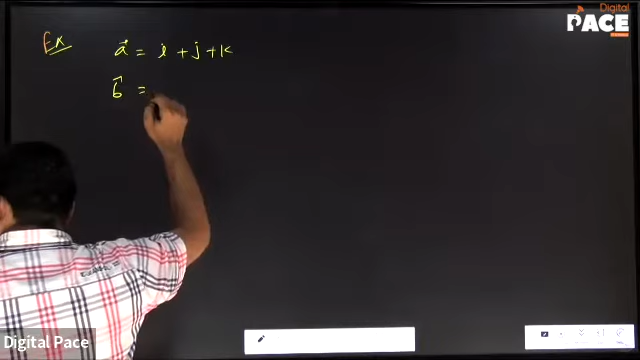 Digital
PACE
Ex
a⃗ = i + j + k
b⃗ =
Digital Pace